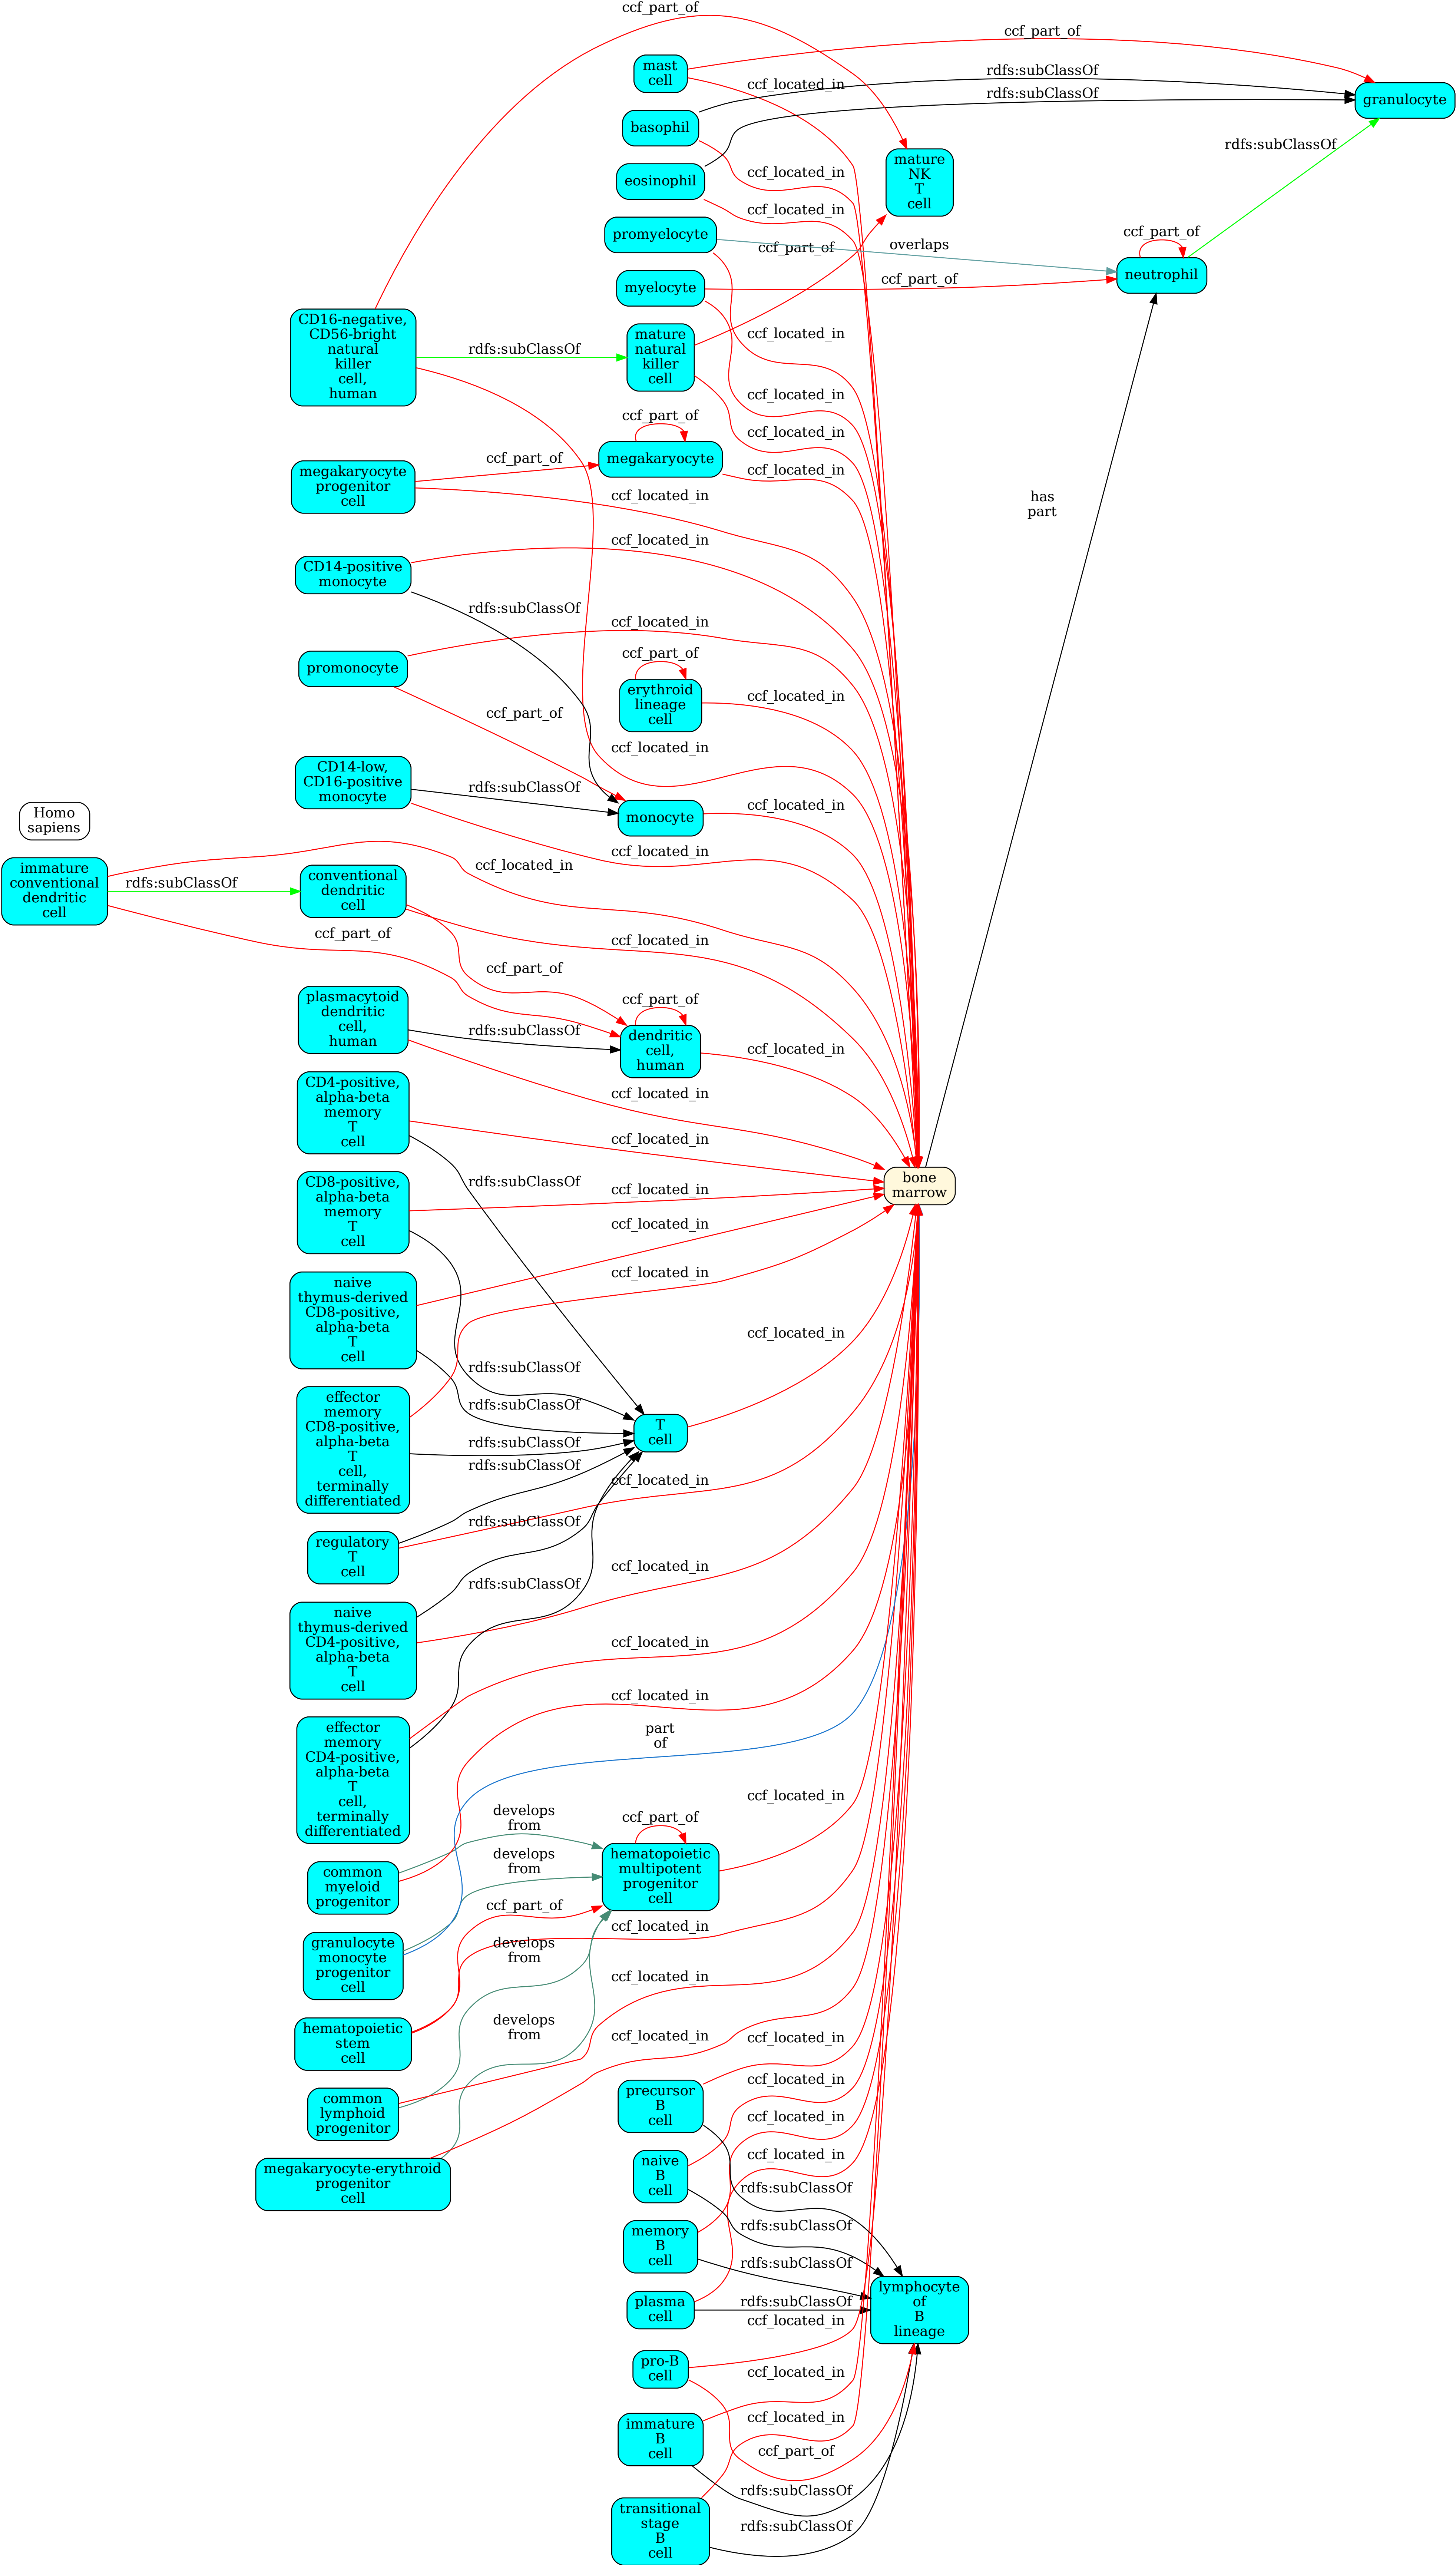 ccf_part_of
ccf_part_of
mast
cell
rdfs:subClassOf
ccf_located_in
rdfs:subClassOf
granulocyte
basophil
rdfs:subClassOf
mature
NK
T
cell
ccf_located_in
eosinophil
ccf_located_in
promyelocyte
ccf_part_of
overlaps
ccf_part_of
neutrophil
myelocyte
ccf_part_of
CD16-negative,
CD56-bright
natural
killer
cell,
human
rdfs:subClassOf
mature
natural
killer
cell
ccf_located_in
ccf_located_in
ccf_part_of
ccf_located_in
megakaryocyte
ccf_located_in
megakaryocyte
progenitor
cell
ccf_part_of
ccf_located_in
has
part
CD14-positive
monocyte
ccf_located_in
rdfs:subClassOf
ccf_located_in
promonocyte
ccf_part_of
erythroid
lineage
cell
ccf_located_in
ccf_part_of
ccf_located_in
CD14-low,
CD16-positive
monocyte
rdfs:subClassOf
monocyte
ccf_located_in
Homo
sapiens
ccf_located_in
immature
conventional
dendritic
cell
rdfs:subClassOf
ccf_located_in
conventional
dendritic
cell
ccf_part_of
ccf_located_in
ccf_part_of
plasmacytoid
dendritic
cell,
human
rdfs:subClassOf
ccf_part_of
dendritic
cell,
human
ccf_located_in
ccf_located_in
CD4-positive,
alpha-beta
memory
T
cell
ccf_located_in
rdfs:subClassOf
bone
marrow
CD8-positive,
alpha-beta
memory
T
cell
ccf_located_in
ccf_located_in
naive
thymus-derived
CD8-positive,
alpha-beta
T
cell
ccf_located_in
ccf_located_in
rdfs:subClassOf
rdfs:subClassOf
effector
memory
CD8-positive,
alpha-beta
T
cell,
terminally
differentiated
rdfs:subClassOf
T
cell
rdfs:subClassOf
ccf_located_in
regulatory
T
cell
rdfs:subClassOf
ccf_located_in
rdfs:subClassOf
naive
thymus-derived
CD4-positive,
alpha-beta
T
cell
ccf_located_in
ccf_located_in
effector
memory
CD4-positive,
alpha-beta
T
cell,
terminally
differentiated
part
of
ccf_located_in
common
myeloid
progenitor
develops
from
ccf_part_of
hematopoietic
multipotent
progenitor
cell
develops
from
granulocyte
monocyte
progenitor
cell
ccf_part_of
ccf_located_in
develops
from
ccf_located_in
hematopoietic
stem
cell
develops
from
ccf_located_in
ccf_located_in
common
lymphoid
progenitor
precursor
B
cell
ccf_located_in
megakaryocyte-erythroid
progenitor
cell
naive
B
cell
ccf_located_in
ccf_located_in
rdfs:subClassOf
memory
B
cell
rdfs:subClassOf
rdfs:subClassOf
plasma
cell
rdfs:subClassOf
lymphocyte
of
B
lineage
ccf_located_in
pro-B
cell
ccf_located_in
immature
B
cell
ccf_located_in
ccf_part_of
rdfs:subClassOf
transitional
stage
B
cell
rdfs:subClassOf